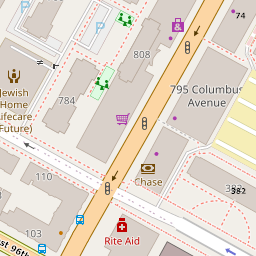 74
808
795 Columbus
Avenue
Jewish
Home
Lifecare
Future)
784
110
Chase
382
103
Rite Aid
st 96th